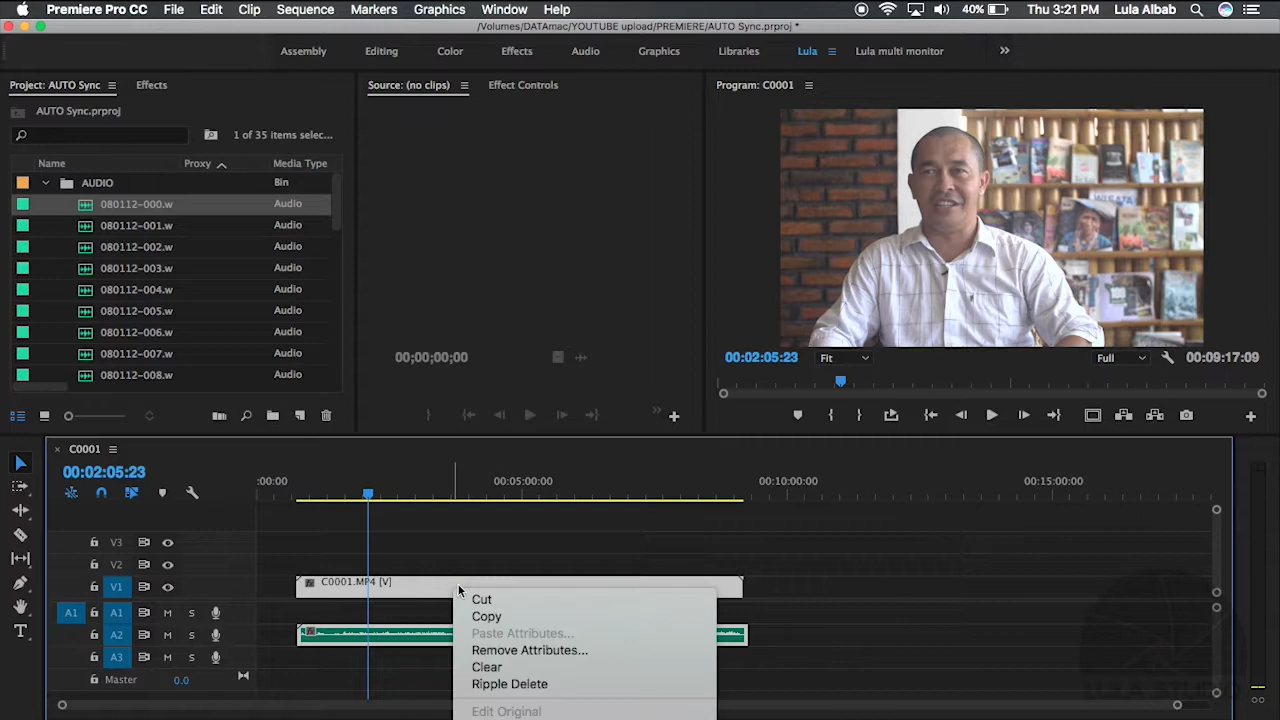 Premiere Pro CC File Edit Clip Sequence Markers Graphics Window Help 40% Thu 3:21 PM Lula Albab
/Volumes/DATAmac/YOUTUBE upload/PREMIERE/AUTO Sync.prproj *
Assembly Editing Color Effects Audio Graphics Libraries Lula Lula multi monitor
Project: AUTO Sync Effects
Source: (no clips) Effect Controls
Program: C0001
AUTO Sync.prproj
1 of 35 items selec...
Name Proxy Media Type
AUDIO Bin
080112-000.w Audio
080112-001.w Audio
080112-002.w Audio
080112-003.w Audio
080112-004.w Audio
080112-005.w Audio
080112-006.w Audio
080112-007.w Audio
080112-008.w Audio
00;00;00;00
WISATA
00:02:05:23 Fit Full 00:09:17:09
C0001
00:02:05:23
:00:00 00:05:00:00 00:10:00:00 00:15:00:00
V3
V2
V1 C0001.MP4 [V]
A1 A1 M S
A2 M S
A3 M S
Master 0.0
Cut
Copy
Paste Attributes...
Remove Attributes...
Clear
Ripple Delete
Edit Original
LULA STUDIO